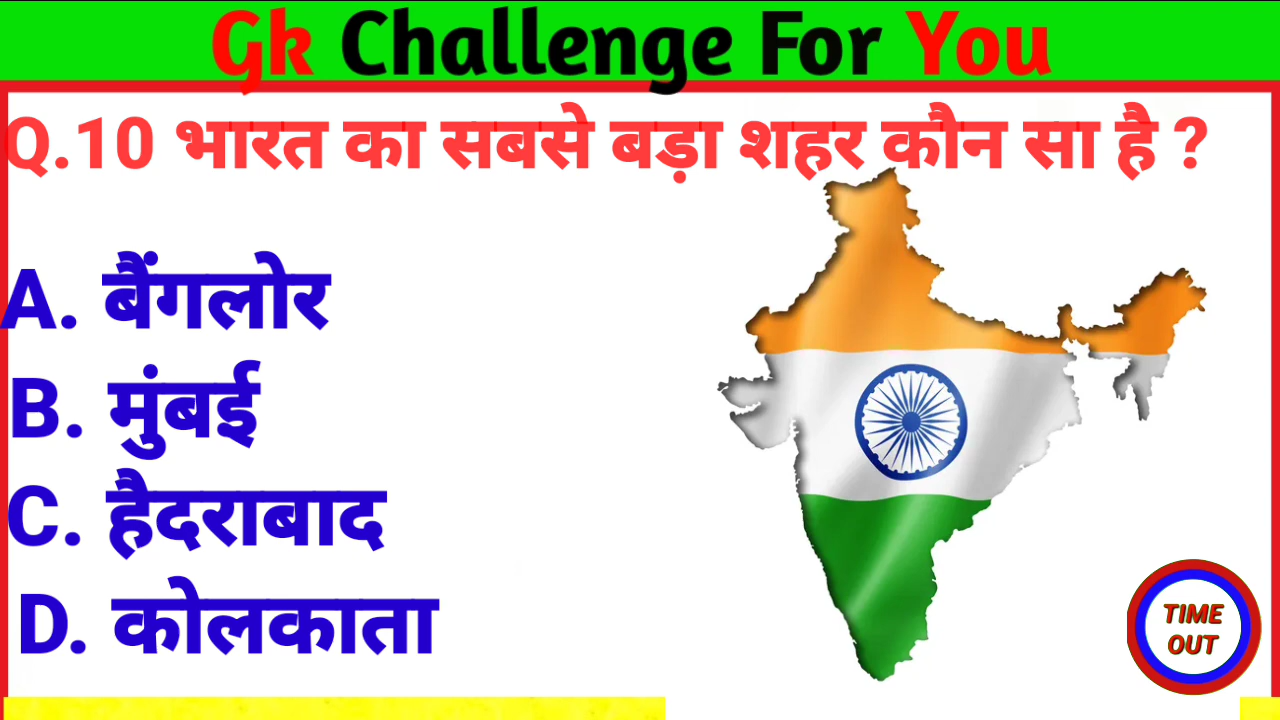 Gk Challenge For You
Q.10 भारत का सबसे बड़ा शहर कौन सा है ?
A. बैंगलोर
B. मुंबई
C. हैदराबाद
D. कोलकाता
TIME
OUT